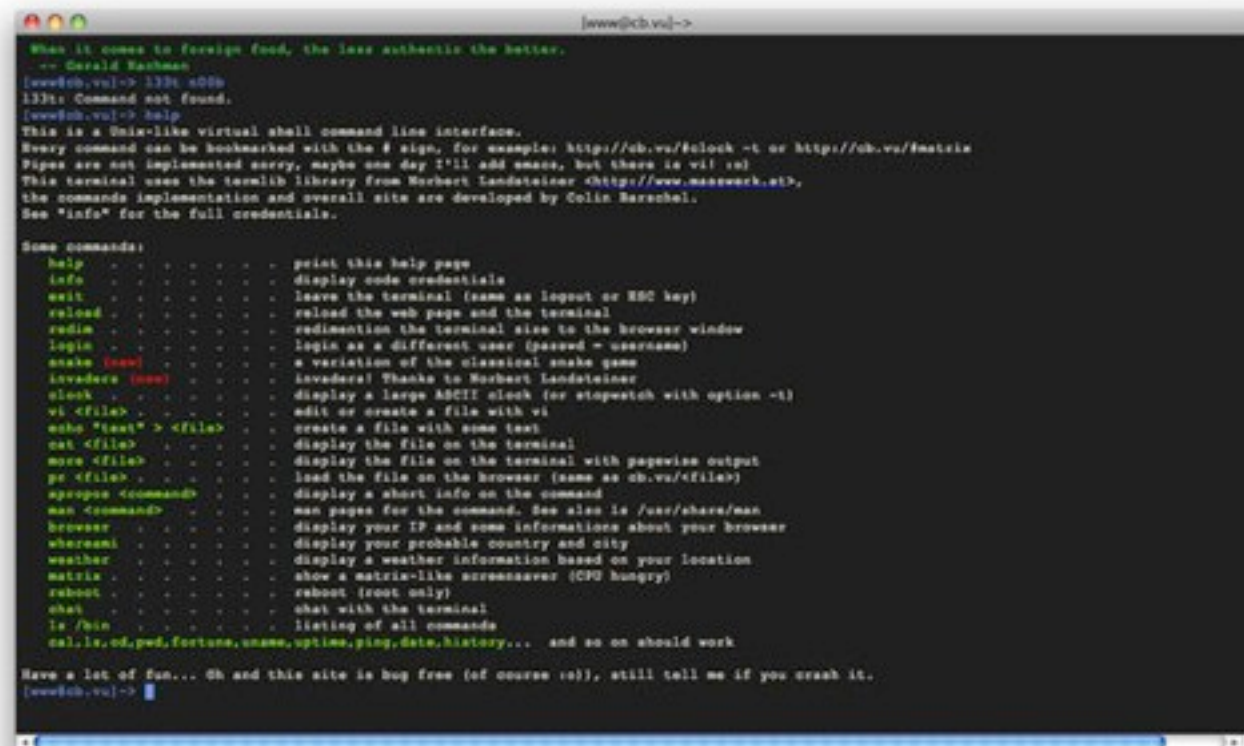 [www@cb.vu]->
When it comes to foreign food, the less authentic the better.
-- Gerald Nachman
[www@cb.vu]-> l33t n00b
l33t: Command not found.
[www@cb.vu]-> help
This is a Unix-like virtual shell command line interface.
Every command can be bookmarked with the # sign, for example: http://cb.vu/#clock -t or http://cb.vu/#matrix
Pipes are not implemented sorry, maybe one day I'll add emacs, but there is vi! :o)
This terminal uses the termlib library from Norbert Landsteiner <http://www.masswerk.at>,
the commands implementation and overall site are developed by Colin Barschel.
See "info" for the full credentials.
Some commands:
help . . . . . . . print this help page
info . . . . . . . display code credentials
exit . . . . . . . leave the terminal (same as logout or ESC key)
reload . . . . . . . reload the web page and the terminal
redim . . . . . . . redimention the terminal size to the browser window
login . . . . . . . login as a different user (passwd = username)
snake (new) . . . . . a variation of the classical snake game
invaders (new) . . . . invaders! Thanks to Norbert Landsteiner
clock . . . . . . . display a large ASCII clock (or stopwatch with option -t)
vi <file> . . . . . . edit or create a file with vi
echo "text" > <file> . . create a file with some text
cat <file> . . . . . display the file on the terminal
more <file> . . . . . display the file on the terminal with pagewise output
pr <file> . . . . . . load the file on the browser (same as cb.vu/<file>)
apropos <command> . . . display a short info on the command
man <command> . . . . man pages for the command. See also ls /usr/share/man
browser . . . . . . display your IP and some informations about your browser
whereami . . . . . . display your probable country and city
weather . . . . . . display a weather information based on your location
matrix . . . . . . . show a matrix-like screensaver (CPU hungry)
reboot . . . . . . . reboot (root only)
chat . . . . . . . chat with the terminal
ls /bin . . . . . . listing of all commands
cal,ls,cd,pwd,fortune,uname,uptime,ping,date,history... and so on should work
Have a lot of fun... Oh and this site is bug free (of course :o)), still tell me if you crash it.
[www@cb.vu]->